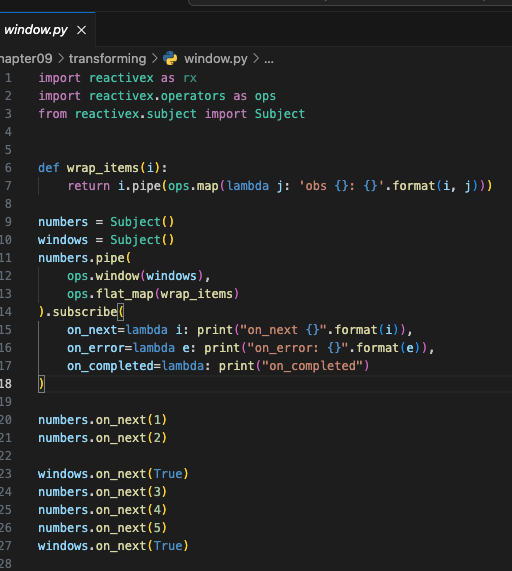 window.py ×
hapter09 > transforming > window.py > ...
1 import reactivex as rx
2 import reactivex.operators as ops
3 from reactivex.subject import Subject
4
5
6 def wrap_items(i):
7     return i.pipe(ops.map(lambda j: 'obs {}: {}'.format(i, j)))
8
9 numbers = Subject()
10 windows = Subject()
11 numbers.pipe(
12     ops.window(windows),
13     ops.flat_map(wrap_items)
14 ).subscribe(
15     on_next=lambda i: print("on_next {}".format(i)),
16     on_error=lambda e: print("on_error: {}".format(e)),
17     on_completed=lambda: print("on_completed")
18 )
19
20 numbers.on_next(1)
21 numbers.on_next(2)
22
23 windows.on_next(True)
24 numbers.on_next(3)
25 numbers.on_next(4)
26 numbers.on_next(5)
27 windows.on_next(True)
28